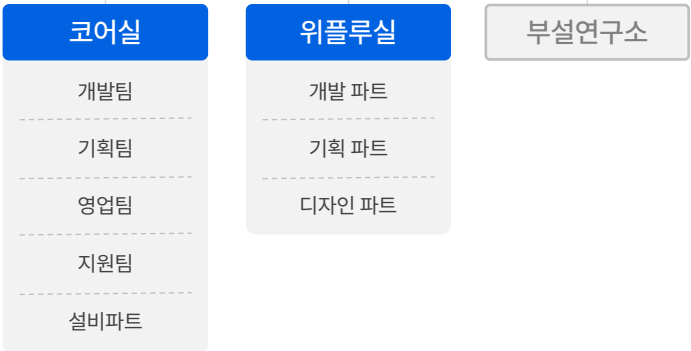 코어실
개발팀
기획팀
영업팀
지원팀
설비파트
위플루실
개발 파트
기획 파트
디자인 파트
부설연구소